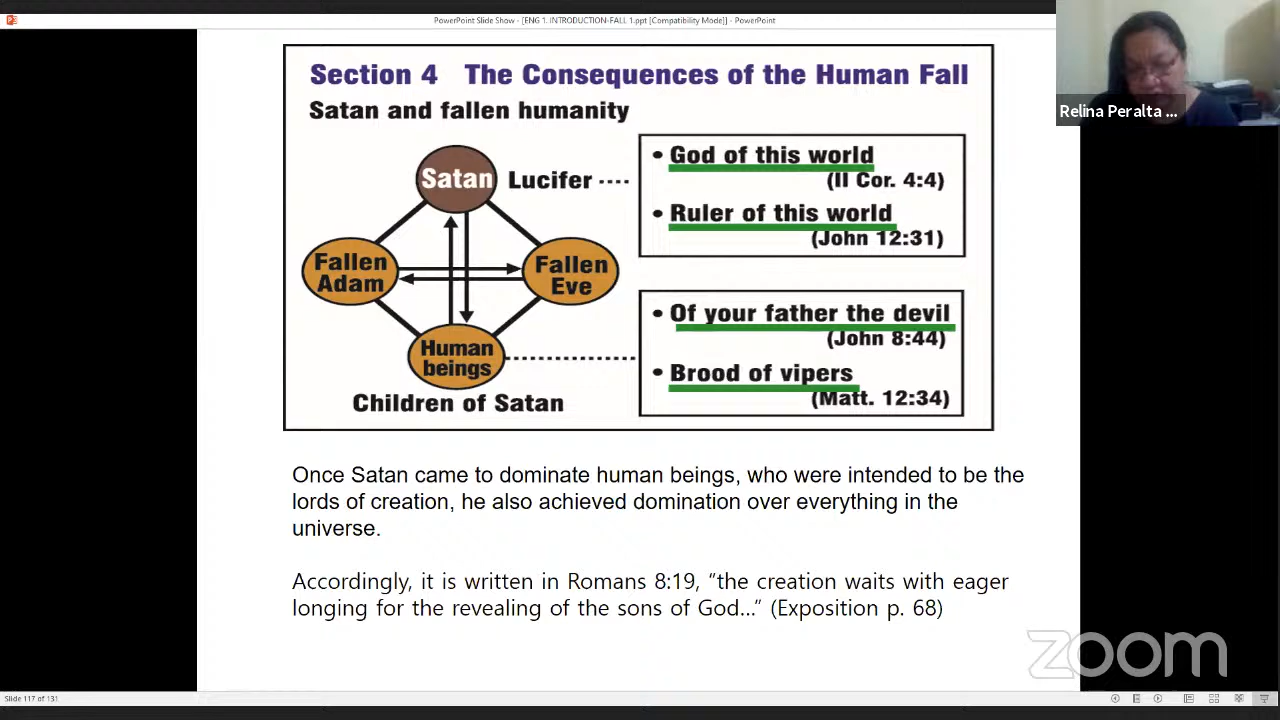 PowerPoint Slide Show - [ENG 1. INTRODUCTION-FALL 1.ppt [Compatibility Mode]] - PowerPoint
Relina Peralta ...
Section 4 The Consequences of the Human Fall
Satan and fallen humanity
Satan
Lucifer
• God of this world
(II Cor. 4:4)
• Ruler of this world
(John 12:31)
Fallen
Adam
Fallen
Eve
Human
beings
Children of Satan
• Of your father the devil
(John 8:44)
• Brood of vipers
(Matt. 12:34)
Once Satan came to dominate human beings, who were intended to be the
lords of creation, he also achieved domination over everything in the
universe.
Accordingly, it is written in Romans 8:19, “the creation waits with eager
longing for the revealing of the sons of God...” (Exposition p. 68)
zoom
Slide 117 of 131